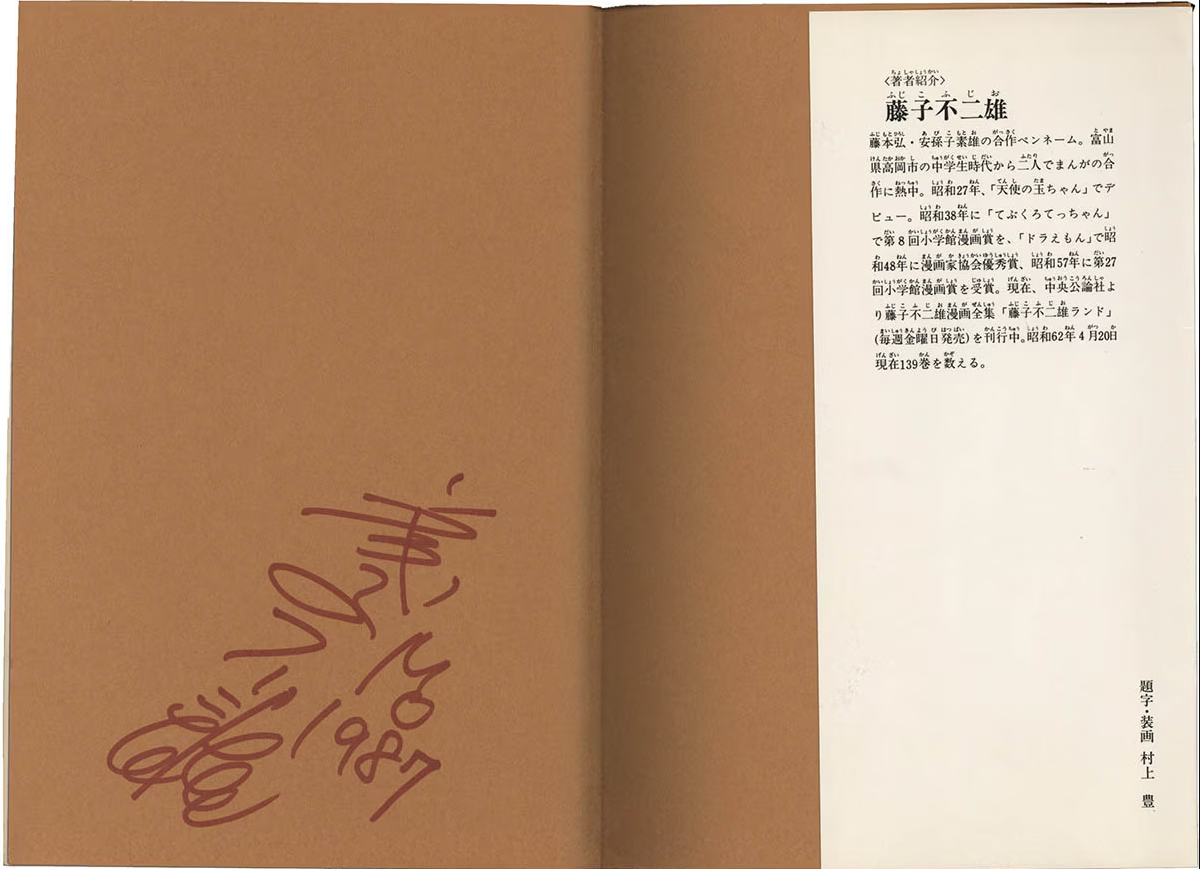 〈著者紹介〉
藤子不二雄
藤本弘・安孫子素雄の合作ペンネーム。富山
県高岡市の中学生時代から二人でまんがの合
作に熱中。昭和27年、「天使の玉ちゃん」でデ
ビュー。昭和38年に「てぶくろてっちゃん」
で第8回小学館漫画賞を、「ドラえもん」で昭
和48年に漫画家協会優秀賞、昭和57年に第27
回小学館漫画賞を受賞。現在、中央公論社よ
り藤子不二雄漫画全集「藤子不二雄ランド」
(毎週金曜日発売)を刊行中。昭和62年4月20日
現在139巻を数える。
題字・装画 村上 豊
1987